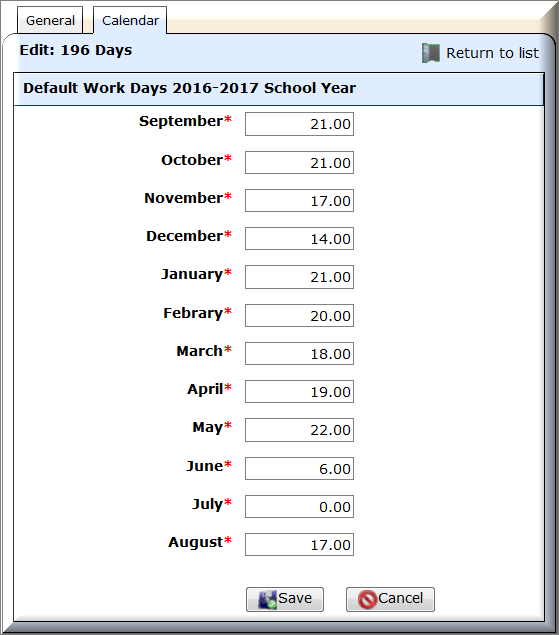 General Calendar
Edit: 196 Days Return to list
Default Work Days 2016-2017 School Year
September* 21.00
October* 21.00
November* 17.00
December* 14.00
January* 21.00
Febrary* 20.00
March* 18.00
April* 19.00
May* 22.00
June* 6.00
July* 0.00
August* 17.00
Save Cancel